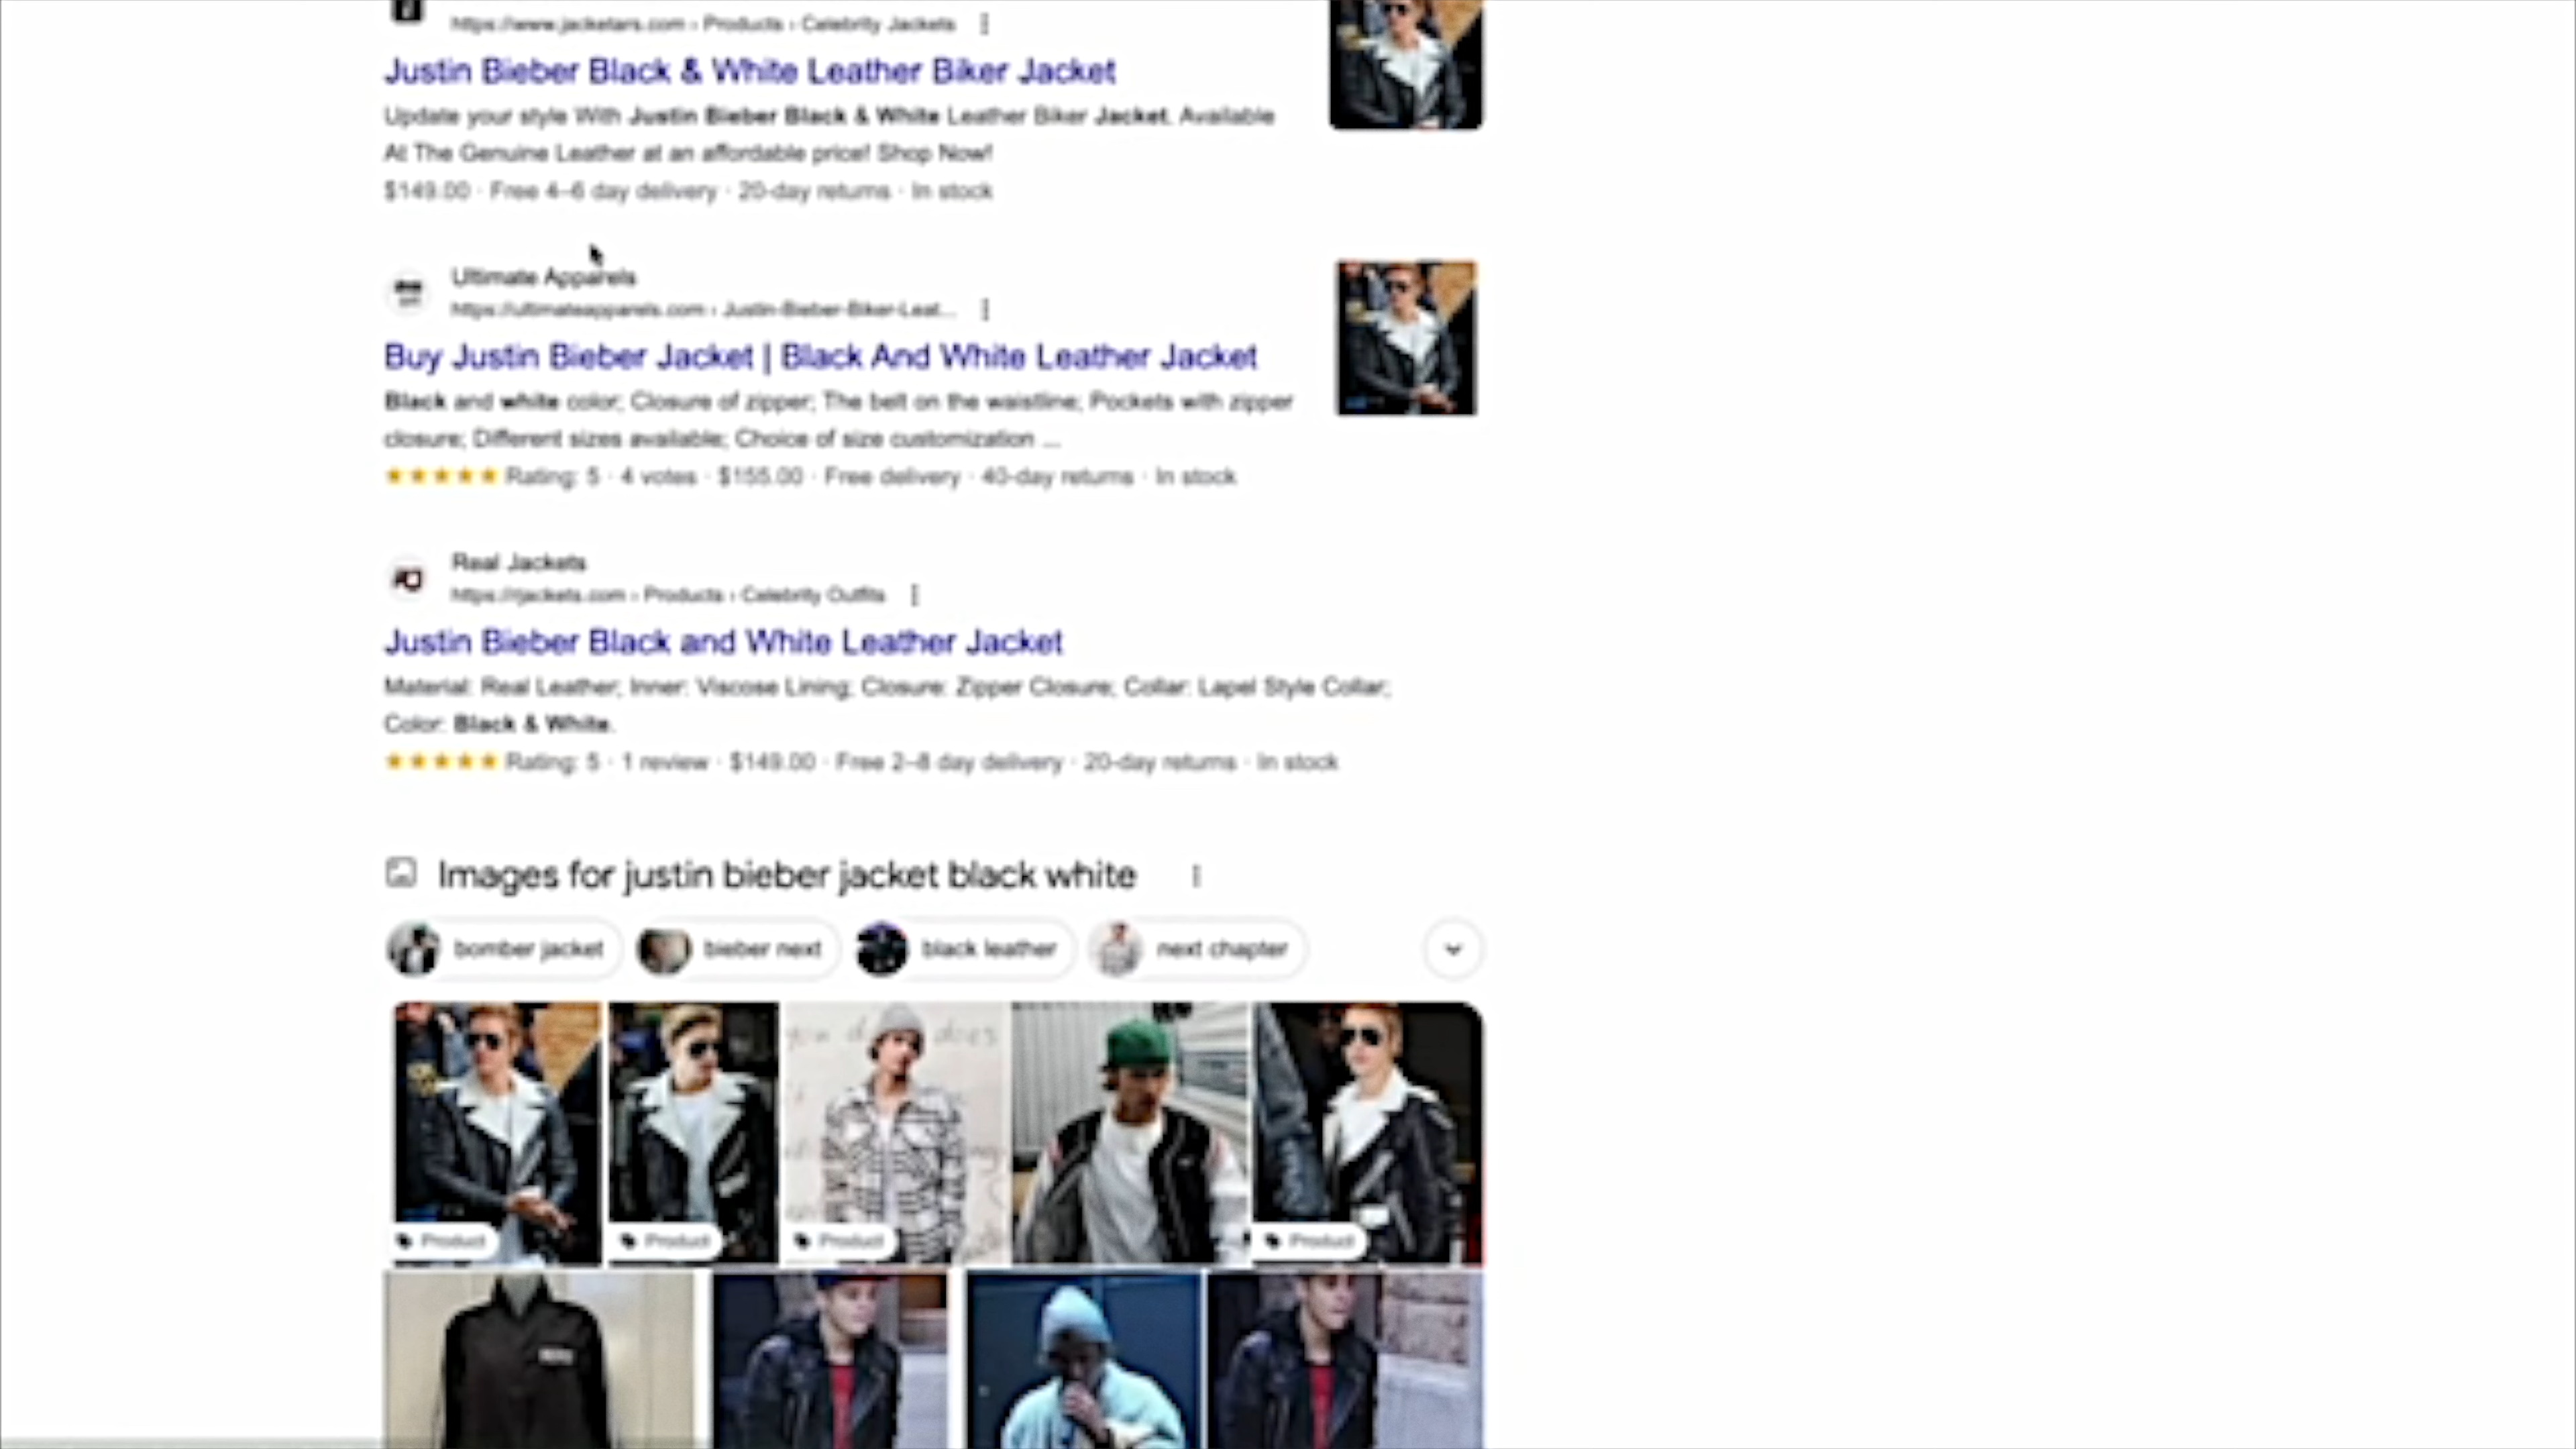 https://www.jacketars.com › Products › Celebrity Jackets
Justin Bieber Black & White Leather Biker Jacket
Update your style With Justin Bieber Black & White Leather Biker Jacket. Available
At The Genuine Leather at an affordable price! Shop Now!
$149.00 · Free 4–6 day delivery · 20-day returns · In stock
Ultimate Apparels
https://ultimateapparels.com › Justin-Bieber-Biker-Leat...
Buy Justin Bieber Jacket | Black And White Leather Jacket
Black and white color; Closure of zipper; The belt on the waistline; Pockets with zipper
closure; Different sizes available; Choice of size customization ...
Rating: 5 · 4 votes · $155.00 · Free delivery · 40-day returns · In stock
Real Jackets
https://rjackets.com › Products › Celebrity Outfits
Justin Bieber Black and White Leather Jacket
Material: Real Leather; Inner: Viscose Lining; Closure: Zipper Closure; Collar: Lapel Style Collar;
Color: Black & White.
Rating: 5 · 1 review · $149.00 · Free 2–8 day delivery · 20-day returns · In stock
Images for justin bieber jacket black white
bomber jacket
bieber next
black leather
next chapter
Product
Product
Product
Product